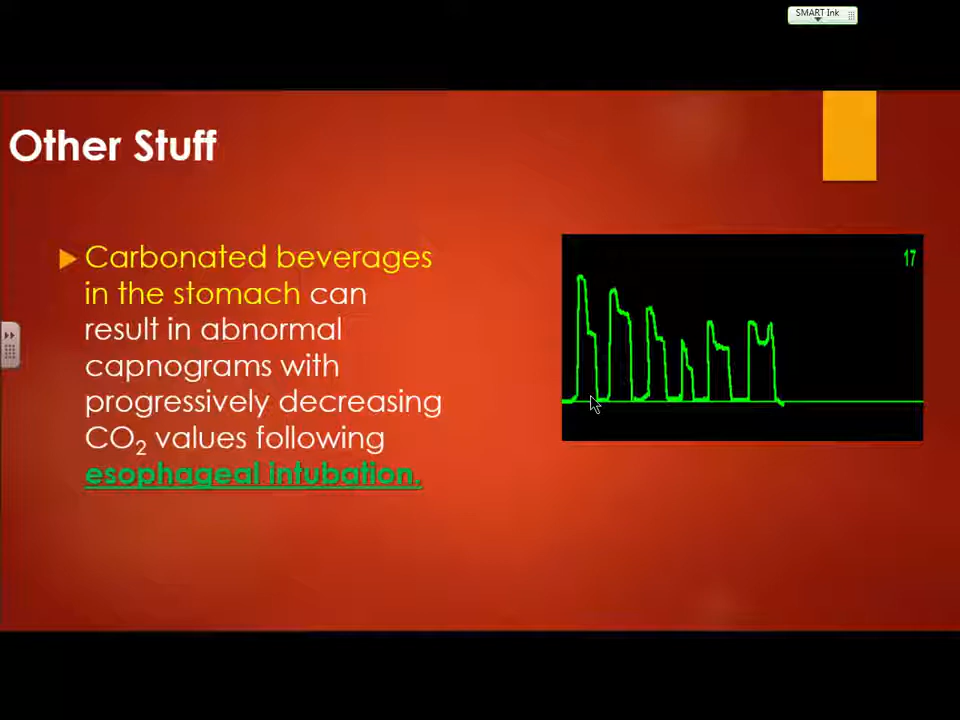 SMART Ink
Other Stuff
Carbonated beverages
in the stomach can
result in abnormal
capnograms with
progressively decreasing
CO₂ values following
esophageal intubation.
17